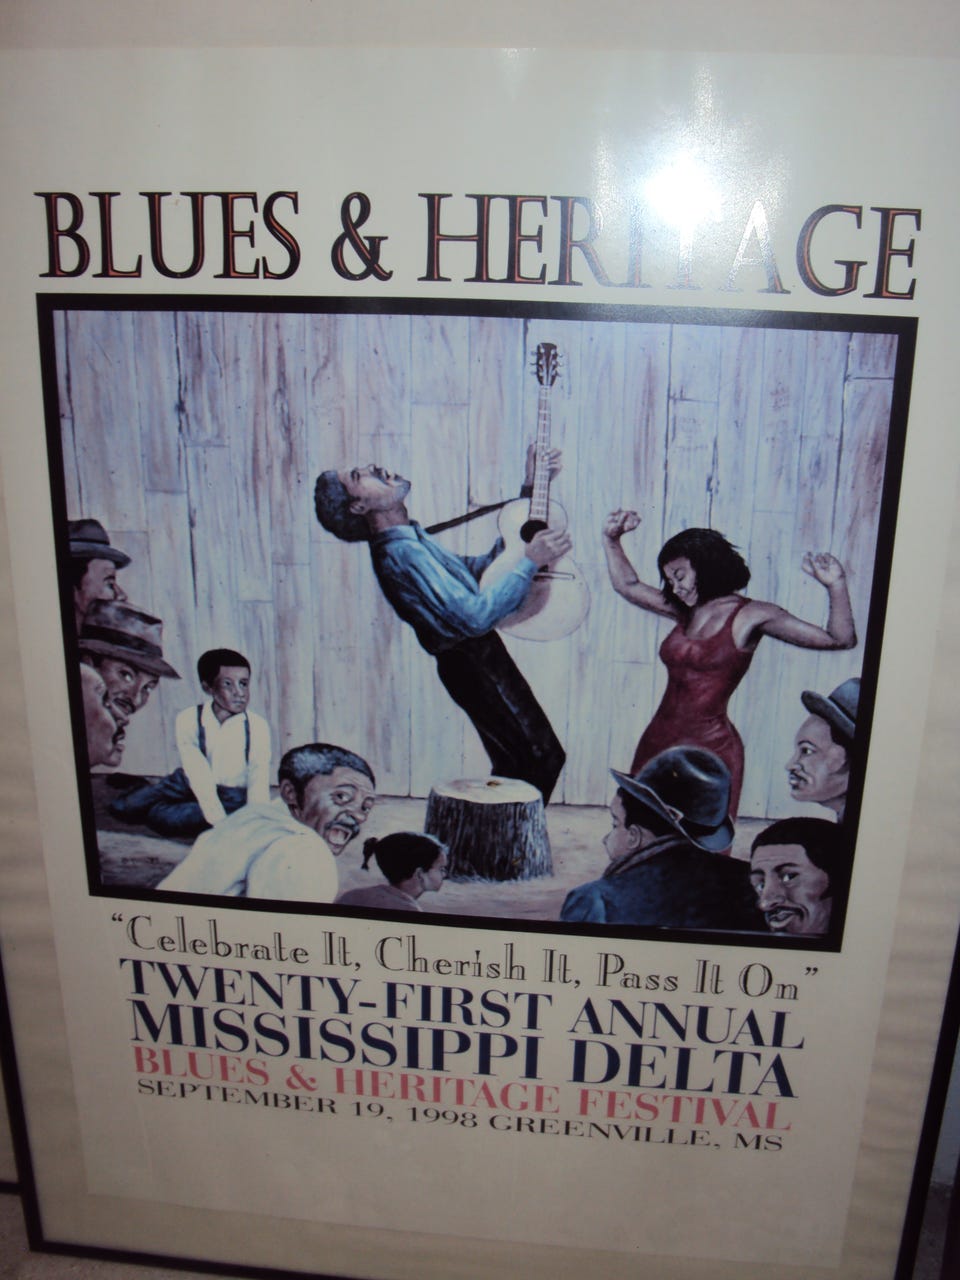 BLUES & HERITAGE
“Celebrate It, Cherish It, Pass It On”
TWENTY-FIRST ANNUAL
MISSISSIPPI DELTA
BLUES & HERITAGE FESTIVAL
SEPTEMBER 19, 1998 GREENVILLE, MS